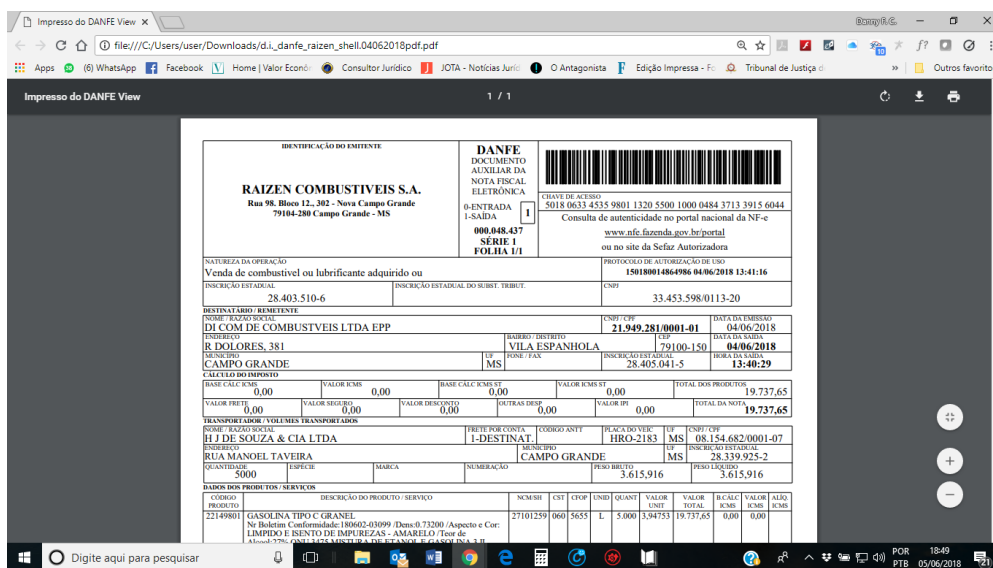 Impresso do DANFE View
Danny F. C.
file:///C:/Users/user/Downloads/d.i._danfe_raizen_shell.04062018pdf.pdf
Apps (6) WhatsApp Facebook Home | Valor Econôr Consultor Jurídico JOTA - Notícias Juríd O Antagonista Edição Impressa - Fo Tribunal de Justiça d » Outros favorito
Impresso do DANFE View 1 / 1
IDENTIFICAÇÃO DO EMITENTE
RAIZEN COMBUSTIVEIS S.A.
Rua 98. Bloco 12., 302 - Nova Campo Grande
79104-280 Campo Grande - MS
DANFE
DOCUMENTO
AUXILIAR DA
NOTA FISCAL
ELETRÔNICA
0-ENTRADA
1-SAÍDA
1
000.048.437
SÉRIE 1
FOLHA 1/1
CHAVE DE ACESSO
5018 0633 4535 9801 1320 5500 1000 0484 3713 3915 6044
Consulta de autenticidade no portal nacional da NF-e
www.nfe.fazenda.gov.br/portal
ou no site da Sefaz Autorizadora
NATUREZA DA OPERAÇÃO PROTOCOLO DE AUTORIZAÇÃO DE USO
Venda de combustivel ou lubrificante adquirido ou 150180014864986 04/06/2018 13:41:16
INSCRIÇÃO ESTADUAL INSCRIÇÃO ESTADUAL DO SUBST. TRIBUT. CNPJ
28.403.510-6 33.453.598/0113-20
DESTINATÁRIO / REMETENTE
NOME / RAZÃO SOCIAL CNPJ / CPF DATA DA EMISSÃO
DI COM DE COMBUSTVEIS LTDA EPP 21.949.281/0001-01 04/06/2018
ENDEREÇO BAIRRO / DISTRITO CEP DATA DA SAÍDA
R DOLORES, 381 VILA ESPANHOLA 79100-150 04/06/2018
MUNICÍPIO UF FONE / FAX INSCRIÇÃO ESTADUAL HORA DA SAÍDA
CAMPO GRANDE MS 28.405.041-5 13:40:29
CÁLCULO DO IMPOSTO
BASE CALC ICMS VALOR ICMS BASE CÁLC ICMS ST VALOR ICMS ST TOTAL DOS PRODUTOS
0,00 0,00 0,00 0,00 19.737,65
VALOR FRETE VALOR SEGURO VALOR DESCONTO OUTRAS DESP VALOR IPI TOTAL DA NOTA
0,00 0,00 0,00 0,00 0,00 19.737,65
TRANSPORTADOR / VOLUMES TRANSPORTADOS
NOME / RAZÃO SOCIAL FRETE POR CONTA CÓDIGO ANTT PLACA DO VEÍC UF CNPJ / CPF
H J DE SOUZA & CIA LTDA 1-DESTINAT. HRO-2183 MS 08.154.682/0001-07
ENDEREÇO MUNICÍPIO UF INSCRIÇÃO ESTADUAL
RUA MANOEL TAVEIRA CAMPO GRANDE MS 28.339.925-2
QUANTIDADE ESPÉCIE MARCA NUMERAÇÃO PESO BRUTO PESO LÍQUIDO
5000 3.615,916 3.615,916
DADOS DOS PRODUTOS / SERVIÇOS
CÓDIGO PRODUTO DESCRIÇÃO DO PRODUTO / SERVIÇO NCM/SH CST CFOP UNID QUANT VALOR UNIT VALOR TOTAL B.CÁLC ICMS VALOR ICMS ALÍQ. ICMS
22149801 GASOLINA TIPO C GRANEL 27101259 060 5655 L 5.000 3,94753 19.737,65 0,00 0,00
Nr Boletim Conformidade:180602-03099 /Dens:0.73200 /Aspecto e Cor:
LIMPIDO E ISENTO DE IMPUREZAS - AMARELO /Teor de
Alcool:27% ONU 3475 MISTURA DE ETANOL E GASOLINA 3 II
Digite aqui para pesquisar
POR
PTB
18:49
05/06/2018
21